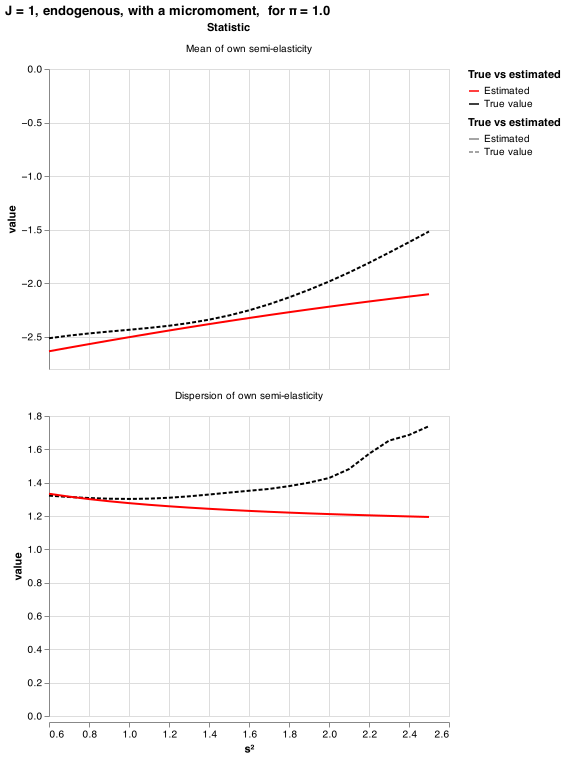 J = 1, endogenous, with a micromoment,  for π = 1.0
Statistic
Mean of own semi-elasticity
0.0
−0.5
−1.0
−1.5
−2.0
−2.5
value
True vs estimated
Estimated
True value
True vs estimated
Estimated
True value
Dispersion of own semi-elasticity
1.8
1.6
1.4
1.2
1.0
0.8
0.6
0.4
0.2
0.0
value
0.6 0.8 1.0 1.2 1.4 1.6 1.8 2.0 2.2 2.4 2.6
s²